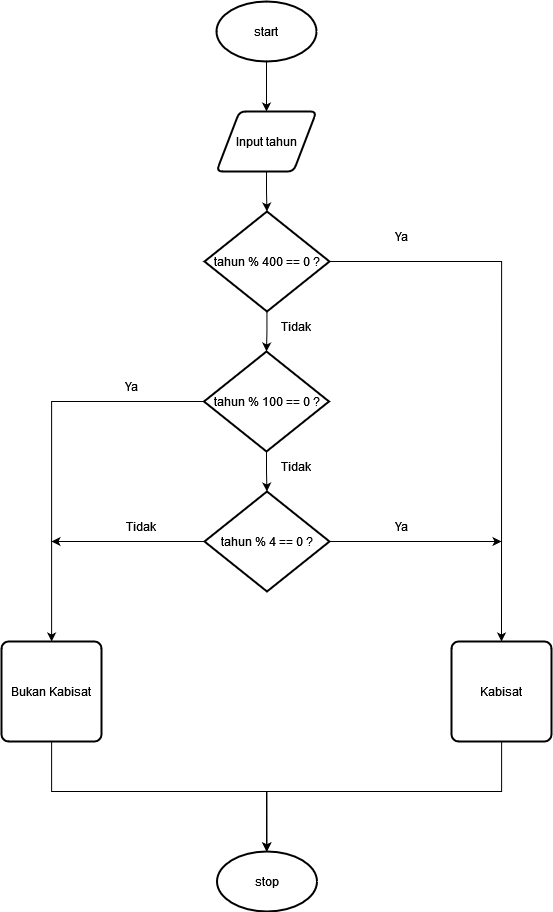 start
Input tahun
tahun % 400 == 0 ?
Ya
Tidak
tahun % 100 == 0 ?
Ya
Tidak
tahun % 4 == 0 ?
Tidak
Ya
Bukan Kabisat
Kabisat
stop